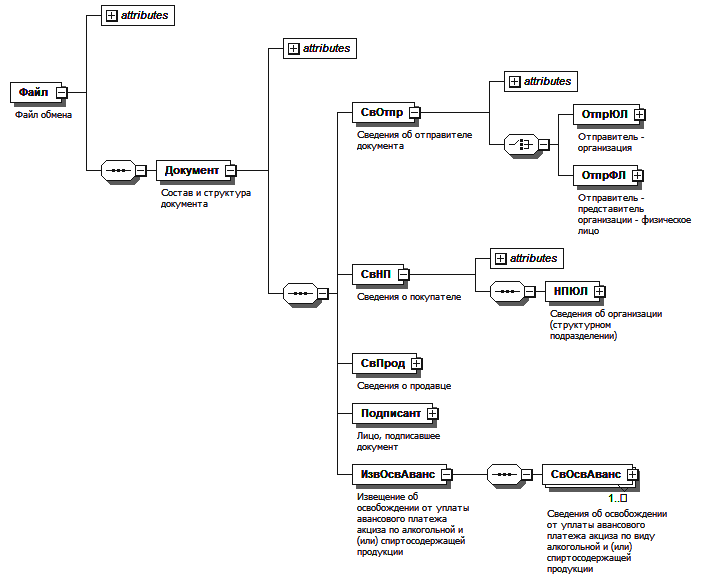 attributes
attributes
Файл
Файл обмена
Документ
Состав и структура
документа
СвОтпр
Сведения об отправителе
документа
attributes
ОтпрЮЛ
Отправитель -
организация
ОтпрФЛ
Отправитель -
представитель
организации - физическое
лицо
СвНП
Сведения о покупателе
attributes
НПЮЛ
Сведения об организации
(структурном
подразделении)
СвПрод
Сведения о продавце
Подписант
Лицо, подписавшее
документ
ИзвОсвАванс
Извещение об
освобождении от уплаты
авансового платежа
акциза по алкогольной и
(или) спиртосодержащей
продукции
СвОсвАванс
1..□
Сведения об освобождении
от уплаты авансового
платежа акциза по виду
алкогольной и (или)
спиртосодержащей
продукции